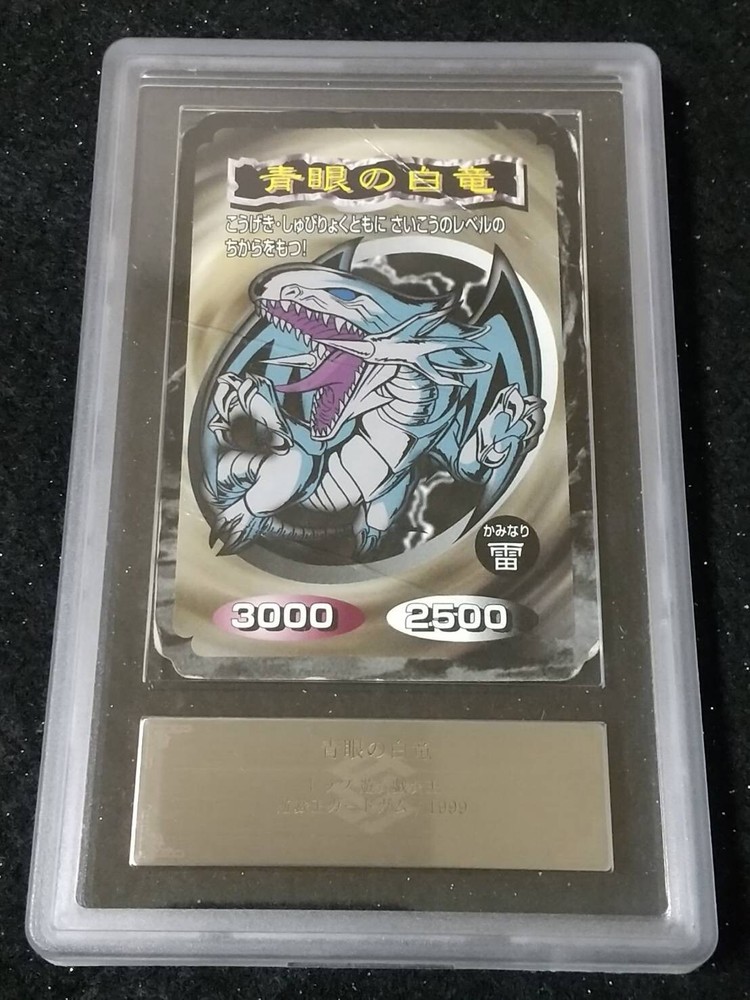 青眼の白竜
こうげき・しゅびりょくともに さいこうのレベルの
ちからをもつ!
かみなり
雷
3000 2500
青眼の白竜
1999